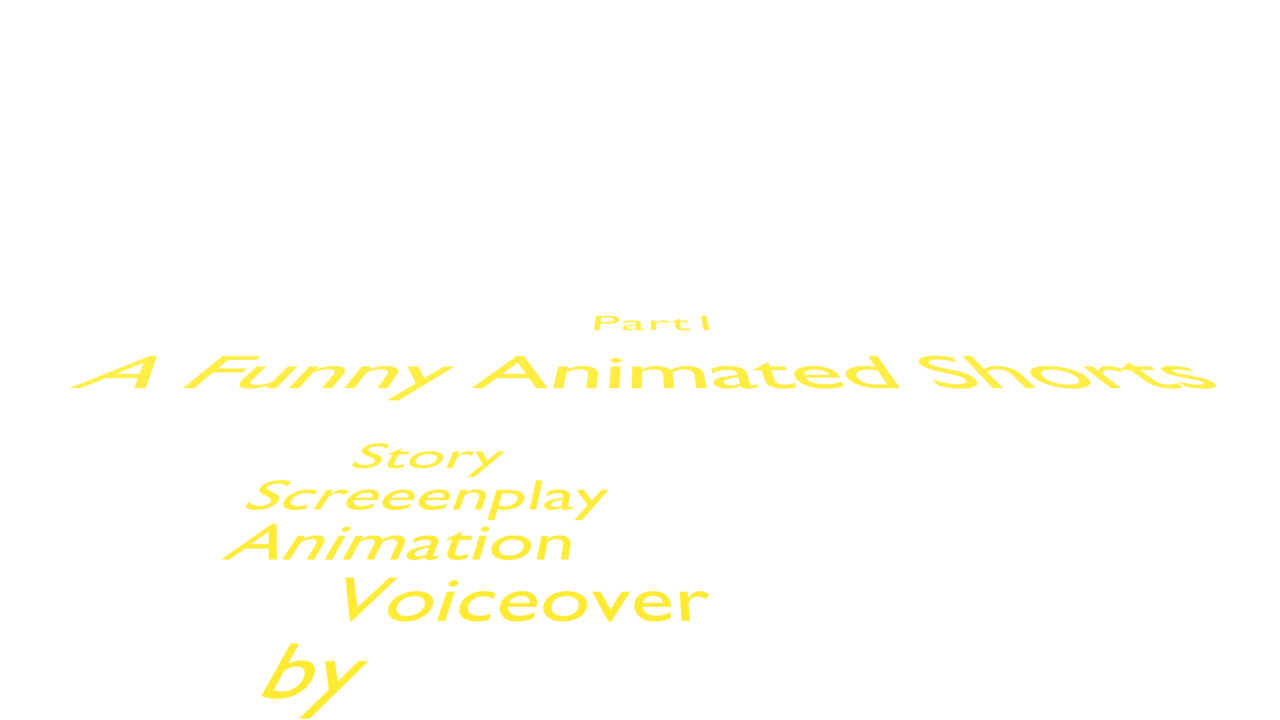 Part I
A Funny Animated Shorts
Story
Screeenplay
Animation
Voiceover
by